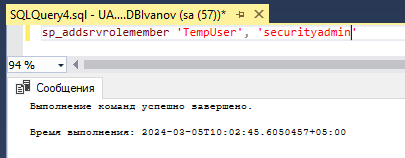 SQLQuery4.sql - UA....DBIvanov (sa (57))*
sp_addsrvrolemember 'TempUser', 'securityadmin'
94 %
Сообщения
Выполнение команд успешно завершено.
Время выполнения: 2024-03-05T10:02:45.6050457+05:00